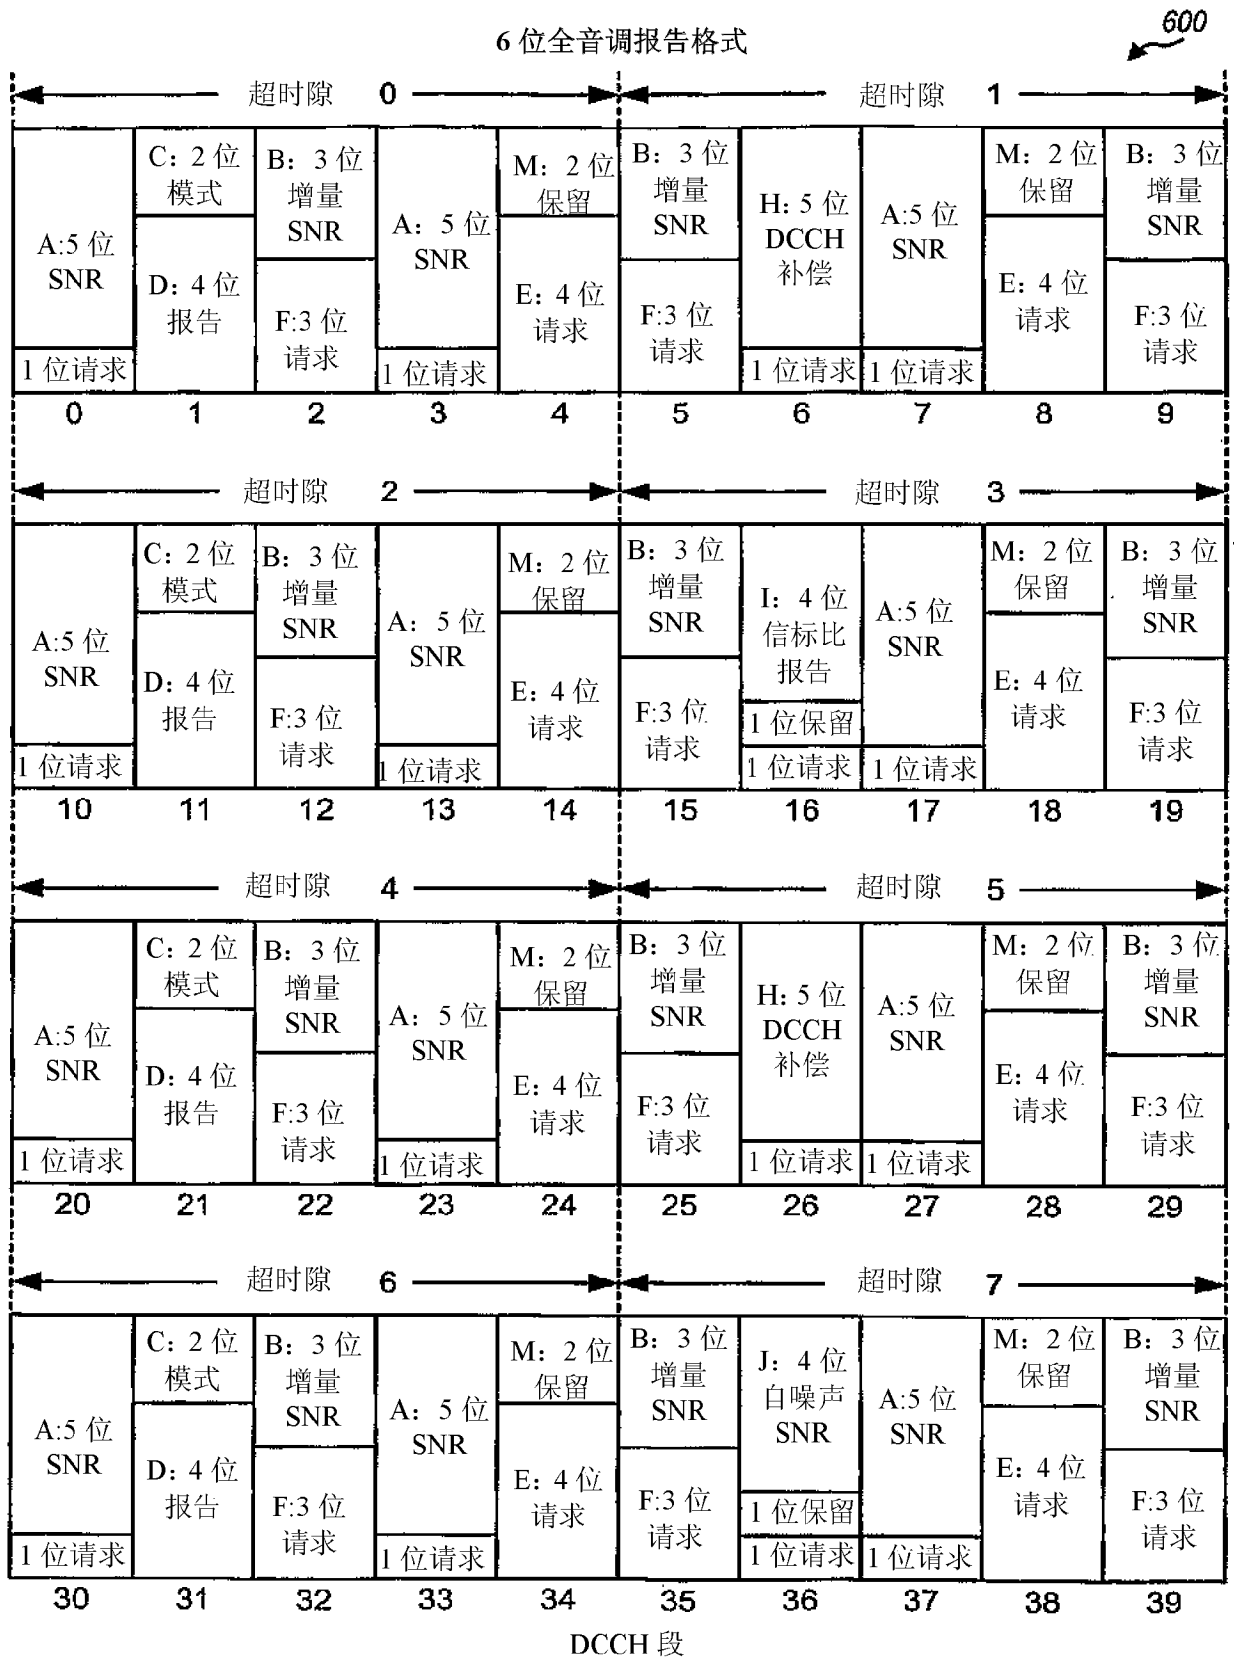 600
6 位全音调报告格式
超时隙 0 超时隙 1
A:5 位
SNR
1 位请求
C: 2 位
模式
D: 4 位
报告
B: 3 位
增量
SNR
F:3 位
请求
A: 5 位
SNR
1 位请求
M: 2 位
保留
E: 4 位
请求
B: 3 位
增量
SNR
F:3 位
请求
H: 5 位
DCCH
补偿
1 位请求
A:5 位
SNR
1 位请求
M: 2 位
保留
E: 4 位
请求
B: 3 位
增量
SNR
F:3 位
请求
0 1 2 3 4 5 6 7 8 9
超时隙 2 超时隙 3
A:5 位
SNR
1 位请求
C: 2 位
模式
D: 4 位
报告
B: 3 位
增量
SNR
F:3 位
请求
A: 5 位
SNR
1 位请求
M: 2 位
保留
E: 4 位
请求
B: 3 位
增量
SNR
F:3 位
请求
I: 4 位
信标比
报告
1 位保留
1 位请求
A:5 位
SNR
1 位请求
M: 2 位
保留
E: 4 位
请求
B: 3 位
增量
SNR
F:3 位
请求
10 11 12 13 14 15 16 17 18 19
超时隙 4 超时隙 5
A:5 位
SNR
1 位请求
C: 2 位
模式
D: 4 位
报告
B: 3 位
增量
SNR
F:3 位
请求
A: 5 位
SNR
1 位请求
M: 2 位
保留
E: 4 位
请求
B: 3 位
增量
SNR
F:3 位
请求
H: 5 位
DCCH
补偿
1 位请求
A:5 位
SNR
1 位请求
M: 2 位
保留
E: 4 位
请求
B: 3 位
增量
SNR
F:3 位
请求
20 21 22 23 24 25 26 27 28 29
超时隙 6 超时隙 7
A:5 位
SNR
1 位请求
C: 2 位
模式
D: 4 位
报告
B: 3 位
增量
SNR
F:3 位
请求
A: 5 位
SNR
1 位请求
M: 2 位
保留
E: 4 位
请求
B: 3 位
增量
SNR
F:3 位
请求
J: 4 位
白噪声
SNR
1 位保留
1 位请求
A:5 位
SNR
1 位请求
M: 2 位
保留
E: 4 位
请求
B: 3 位
增量
SNR
F:3 位
请求
30 31 32 33 34 35 36 37 38 39
DCCH 段